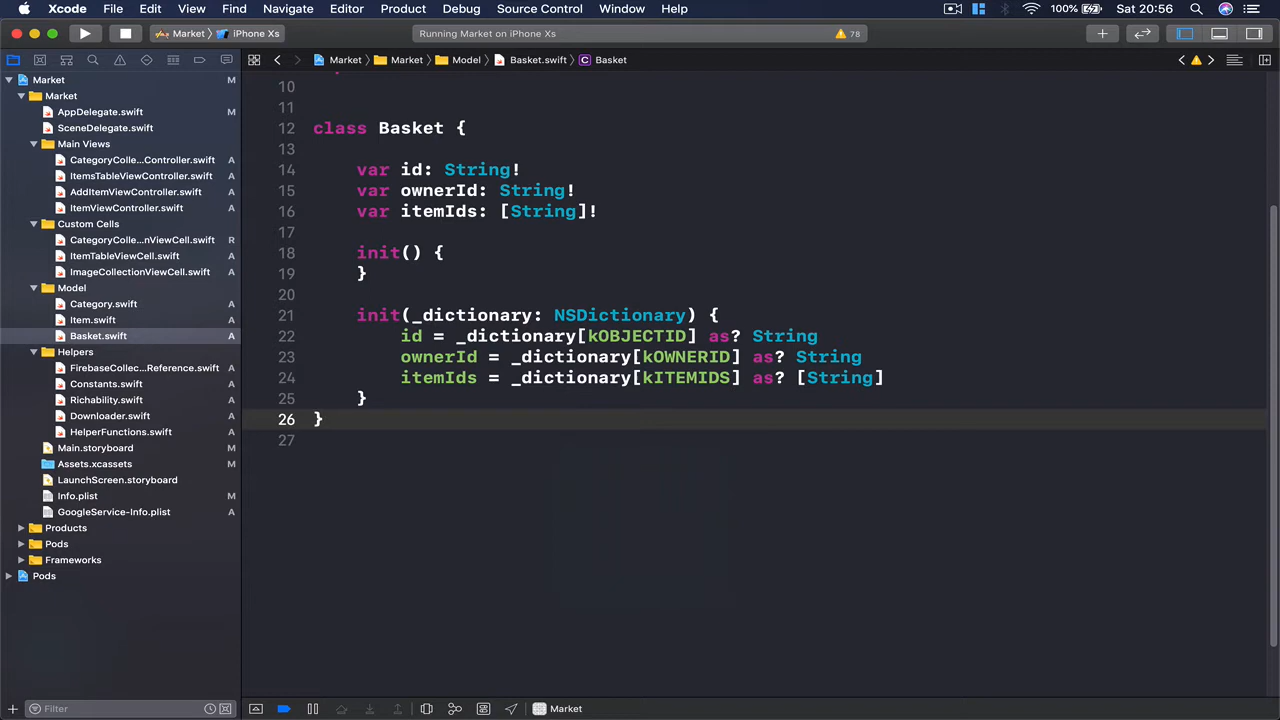 Xcode File Edit View Find Navigate Editor Product Debug Source Control Window Help 100% Sat 20:56
Market iPhone Xs Running Market on iPhone Xs 78
Market Market Model Basket.swift C Basket
Market M
Market
AppDelegate.swift M
SceneDelegate.swift
Main Views
CategoryColle...Controller.swift A
ItemsTableViewController.swift A
AddItemViewController.swift A
ItemViewController.swift A
Custom Cells
CategoryColle...nViewCell.swift R
ItemTableViewCell.swift A
ImageCollectionViewCell.swift A
Model
Category.swift A
Item.swift A
Basket.swift A
Helpers
FirebaseCollec...Reference.swift A
Constants.swift A
Richability.swift A
Downloader.swift A
HelperFunctions.swift A
Main.storyboard M
Assets.xcassets M
LaunchScreen.storyboard
Info.plist M
GoogleService-Info.plist A
Products
Pods
Frameworks
Pods
Filter
10
11
12 class Basket {
13
14 var id: String!
15 var ownerId: String!
16 var itemIds: [String]!
17
18 init() {
19 }
20
21 init(_dictionary: NSDictionary) {
22 id = _dictionary[kOBJECTID] as? String
23 ownerId = _dictionary[kOWNERID] as? String
24 itemIds = _dictionary[kITEMIDS] as? [String]
25 }
26 }
27
Market